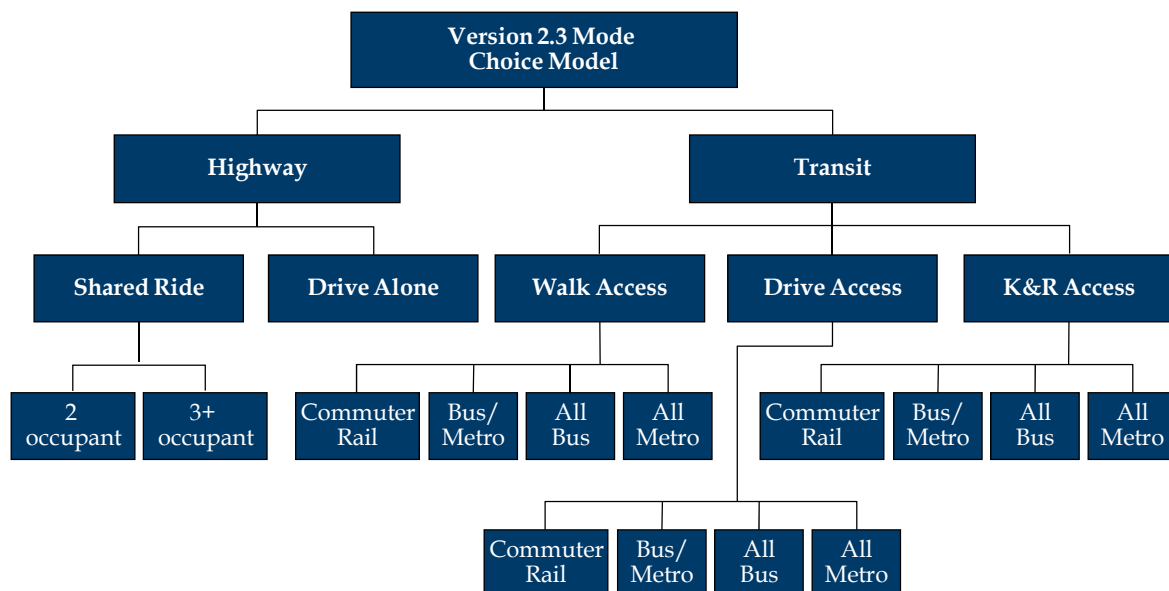 Version 2.3 Mode
Choice Model
Highway
Transit
Shared Ride
Drive Alone
Walk Access
Drive Access
K&R Access
2
occupant
3+
occupant
Commuter
Rail
Bus/
Metro
All
Bus
All
Metro
Commuter
Rail
Bus/
Metro
All
Bus
All
Metro
Commuter
Rail
Bus/
Metro
All
Bus
All
Metro